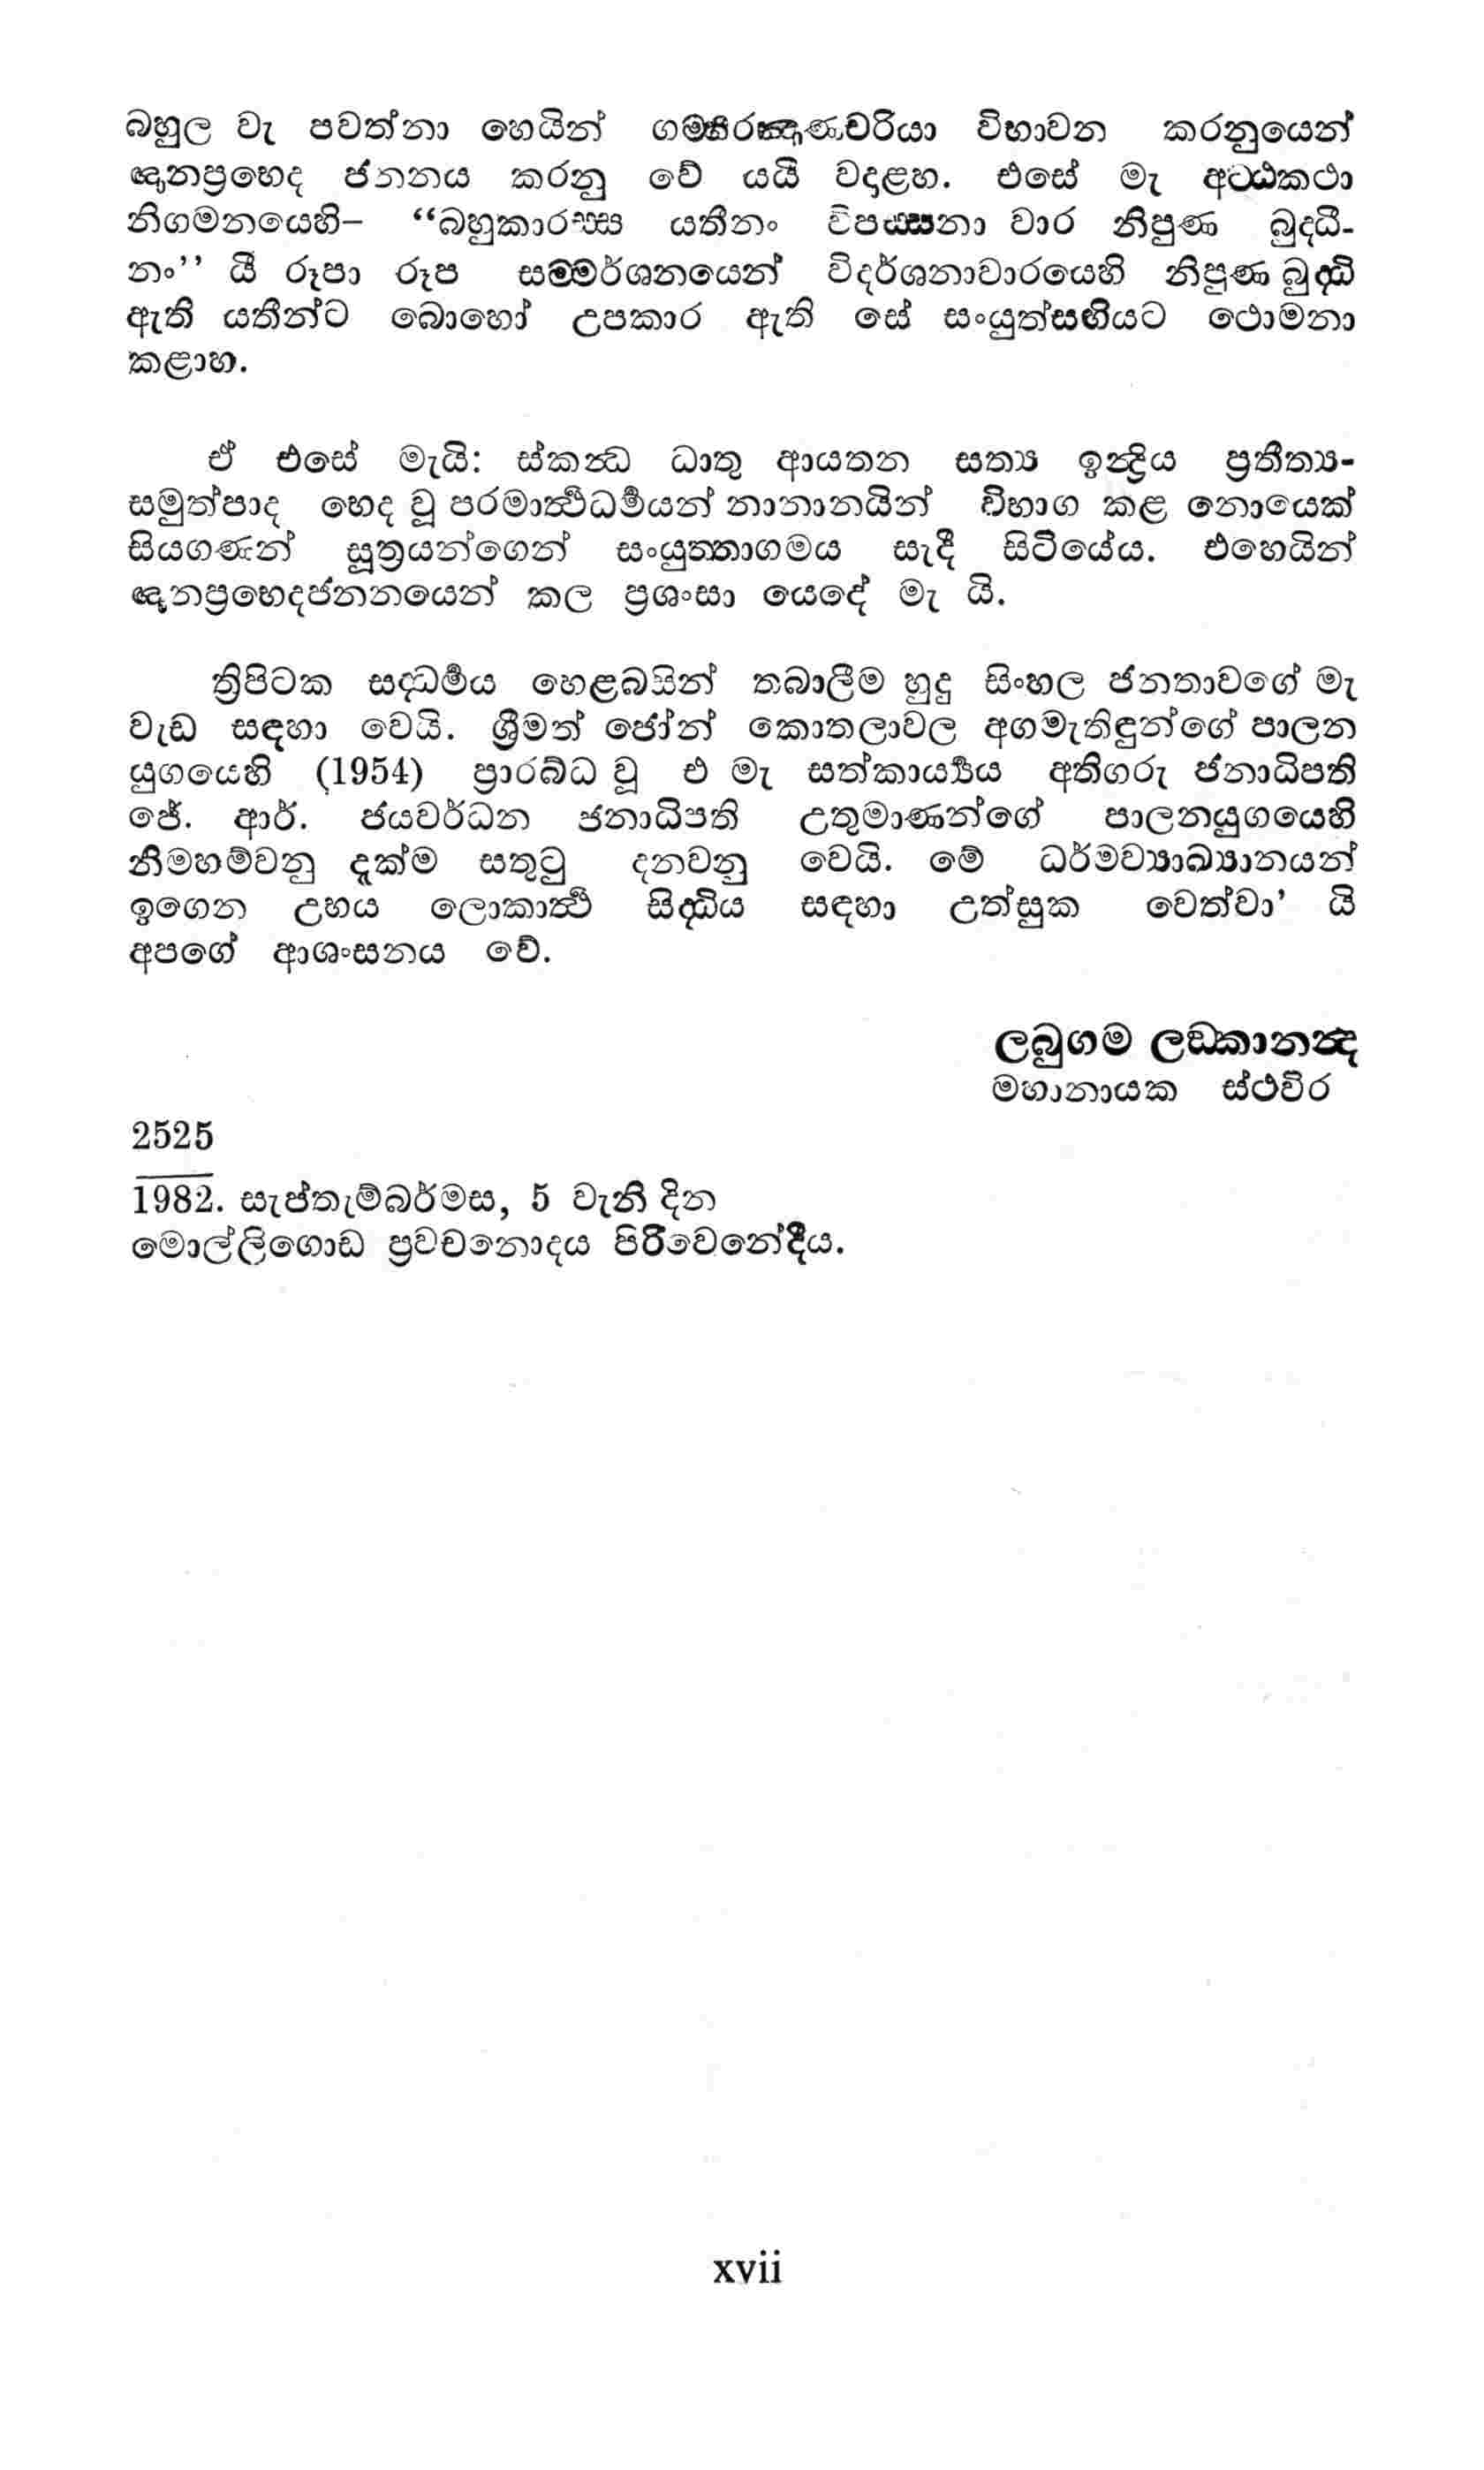 බහුල වැ පවත්නා හෙයින් ගම්භීරඤාණචරියා විභාවන කරනුයෙන්
ඥානප්‍රභෙද ජනනය කරනු වේ යයි වදාළහ. එසේ මැ අට්ඨකථා
නිගමනයෙහි– “බහුකාරස්ස යතීනං විපස්සනා වාර නිපුණ බුද්ධී-
නං’’ යී රූපා රූප සම්මර්ශනයෙන් විදර්ශනාවාරයෙහි නිපුණ බුද්ධි
ඇති යතීන්ට බොහෝ උපකාර ඇති සේ සංයුත්සඟියට ථොමනා
කළාහ.
ඒ එසේ මැයි: ස්කන්‍ධ ධාතු ආයතන සත්‍ය ඉන්ද්‍රිය ප්‍රතීත්‍ය-
සමුත්පාද භෙද වූ පරමාර්ථධර්මයන් නානානයින් විභාග කළ නොයෙක්
සියගණන් සූත්‍රයන්ගෙන් සංයුත්තාගමය සැදී සිටියේය. එහෙයින්
ඥානප්‍රභෙදජනනයෙන් කල ප්‍රශංසා යෙදේ මැ යි.
ත්‍රිපිටක සද්ධර්මය හෙළබසින් තබාලීම හුදු සිංහල ජනතාවගේ මැ
වැඩ සඳහා වෙයි. ශ්‍රීමත් ජෝන් කොතලාවල අගමැතිඳුන්ගේ පාලන
යුගයෙහි (1954) ප්‍රාරබ්ධ වූ එ මැ සත්කාර්‍ය්‍යය අතිගරු ජනාධිපති
ජේ. ආර්. ජයවර්ධන ජනාධිපති උතුමාණන්ගේ පාලනයුගයෙහි
නිමහම්වනු දැක්ම සතුටු දනවනු වෙයි. මේ ධර්මව්‍යාඛ්‍යානයන්
ඉගෙන උභය ලොකාර්ථ සිද්ධිය සඳහා උත්සුක වෙත්වා’ යි
අපගේ ආශංසනය වේ.
ලබුගම ලඞ්කානන්ද
මහානායක ස්ථවිර
2525
1982. සැප්තැම්බර්මස, 5 වැනි දින
මොල්ලිගොඩ ප්‍රවචනොදය පිරිවෙනේදීය.
xvii